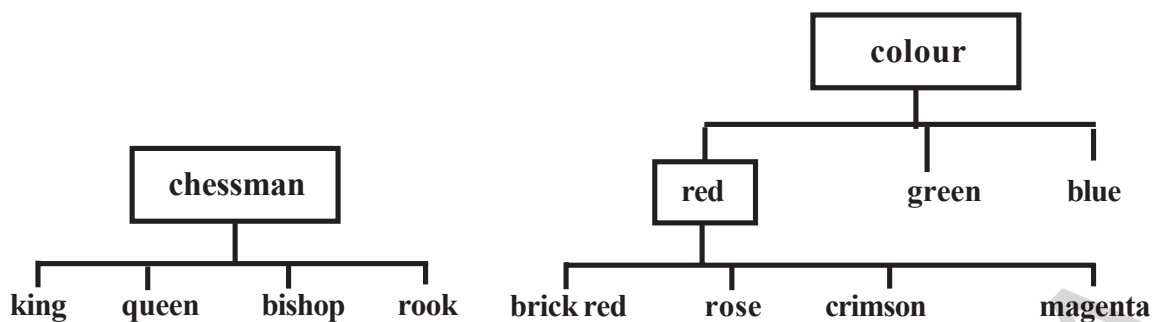 colour
chessman
red green blue
king queen bishop rook
brick red rose crimson magenta